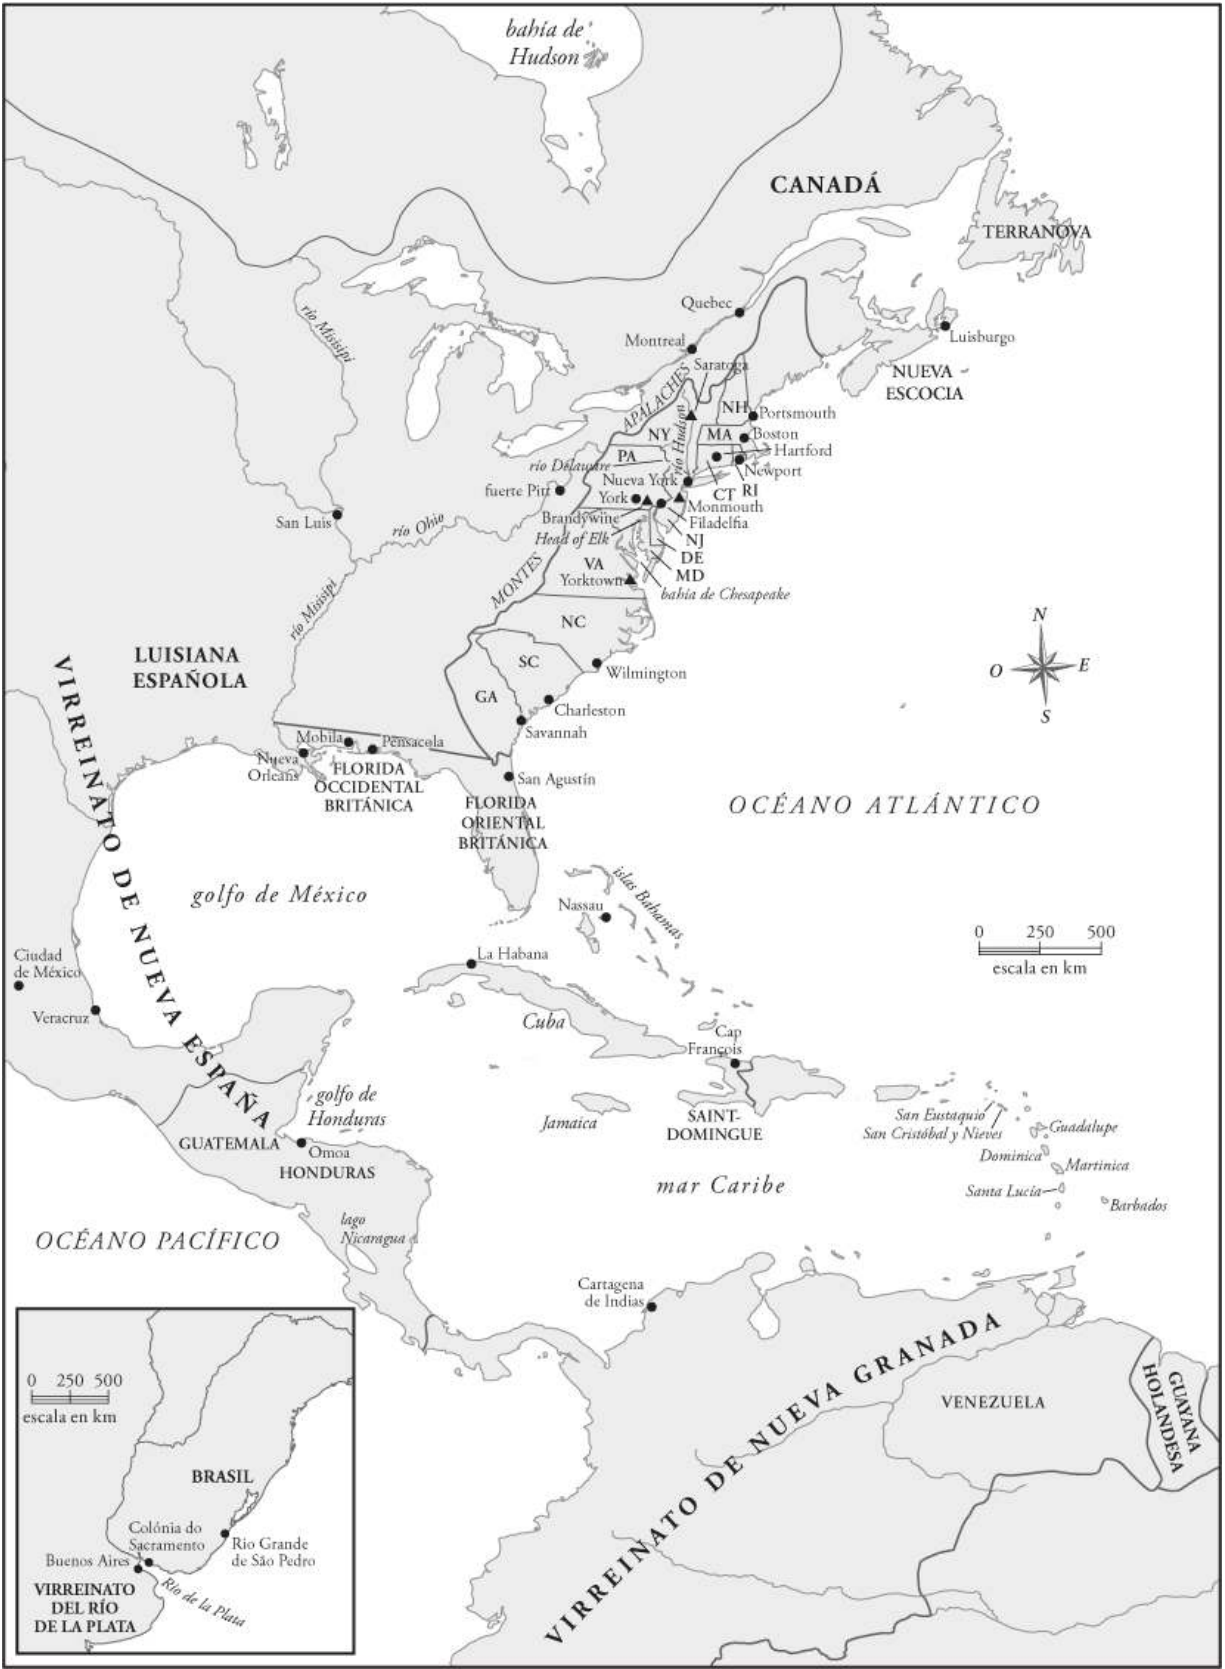 bahía de
Hudson
CANADÁ
TERRANOVA
Quebec
Luisburgo
río Misisipi
Montreal
Saratoga
NUEVA
ESCOCIA
APALACHES
NH
Portsmouth
NY
río Hudson
MA
Boston
Hartford
PA
río Delaware
Newport
Nueva York
fuerte Pitt
York
CT
RI
Monmouth
San Luis
río Ohio
Brandywine
Filadelfia
Head of Elk
NJ
DE
MONTES
VA
MD
Yorktown
bahía de Chesapeake
río Misisipi
NC
N
O
E
S
LUISIANA
ESPAÑOLA
SC
Wilmington
GA
Charleston
Savannah
Mobila
Pensacola
Nueva
Orleans
FLORIDA
OCCIDENTAL
BRITÁNICA
San Agustín
FLORIDA
ORIENTAL
BRITÁNICA
OCÉANO ATLÁNTICO
VIRREINATO DE NUEVA ESPAÑA
golfo de México
islas Bahamas
Nassau
0 250 500
escala en km
Ciudad
de México
La Habana
Veracruz
Cuba
Cap
François
golfo de
Honduras
Jamaica
SAINT-
DOMINGUE
San Eustaquio
San Cristóbal y Nieves
Guadalupe
GUATEMALA
Omoa
HONDURAS
Dominica
Martinica
mar Caribe
Santa Lucía
Barbados
lago
Nicaragua
OCÉANO PACÍFICO
Cartagena
de Indias
VIRREINATO DE NUEVA GRANADA
VENEZUELA
GUAYANA
HOLANDESA
0 250 500
escala en km
BRASIL
Colónia do
Sacramento
Rio Grande
de São Pedro
Buenos Aires
Río de la Plata
VIRREINATO
DEL RÍO
DE LA PLATA